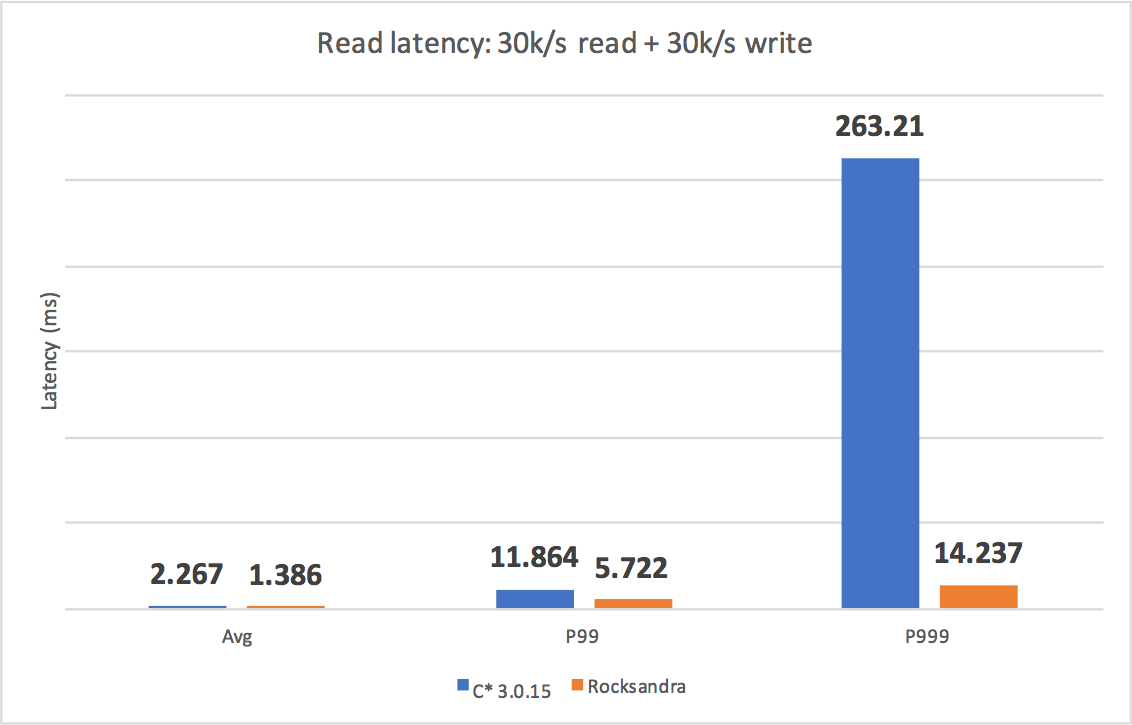 Read latency: 30k/s read + 30k/s write
263.21
14.237
11.864
5.722
2.267
1.386
Latency (ms)
Avg
P99
P999
C* 3.0.15
Rocksandra